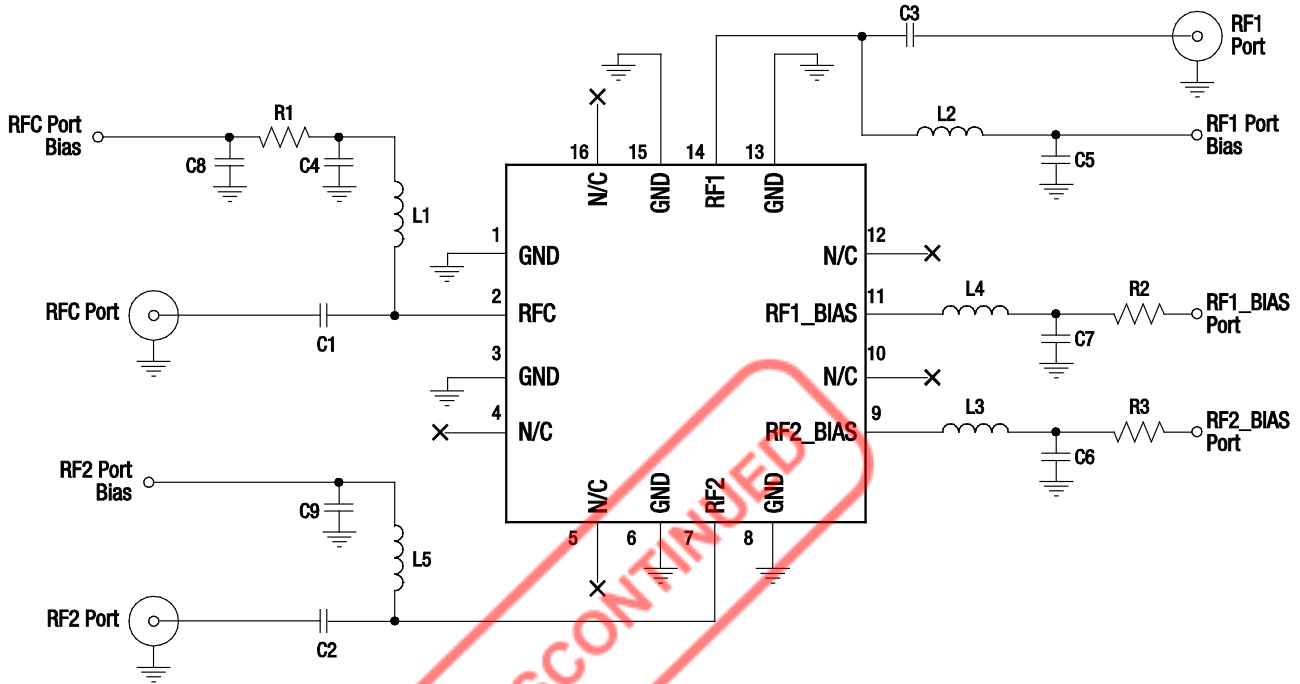 C3
RF1
Port
RFC Port
Bias
R1
C8
C4
L1
L2
RF1 Port
Bias
C5
16
15
14
13
N/C
GND
RF1
GND
1
GND
12
N/C
RFC Port
C1
2
RFC
11
RF1_BIAS
L4
R2
RF1_BIAS
Port
C7
3
GND
10
N/C
4
N/C
9
RF2_BIAS
L3
R3
RF2_BIAS
Port
C6
RF2 Port
Bias
C9
L5
N/C
GND
RF2
GND
5
6
7
8
RF2 Port
C2